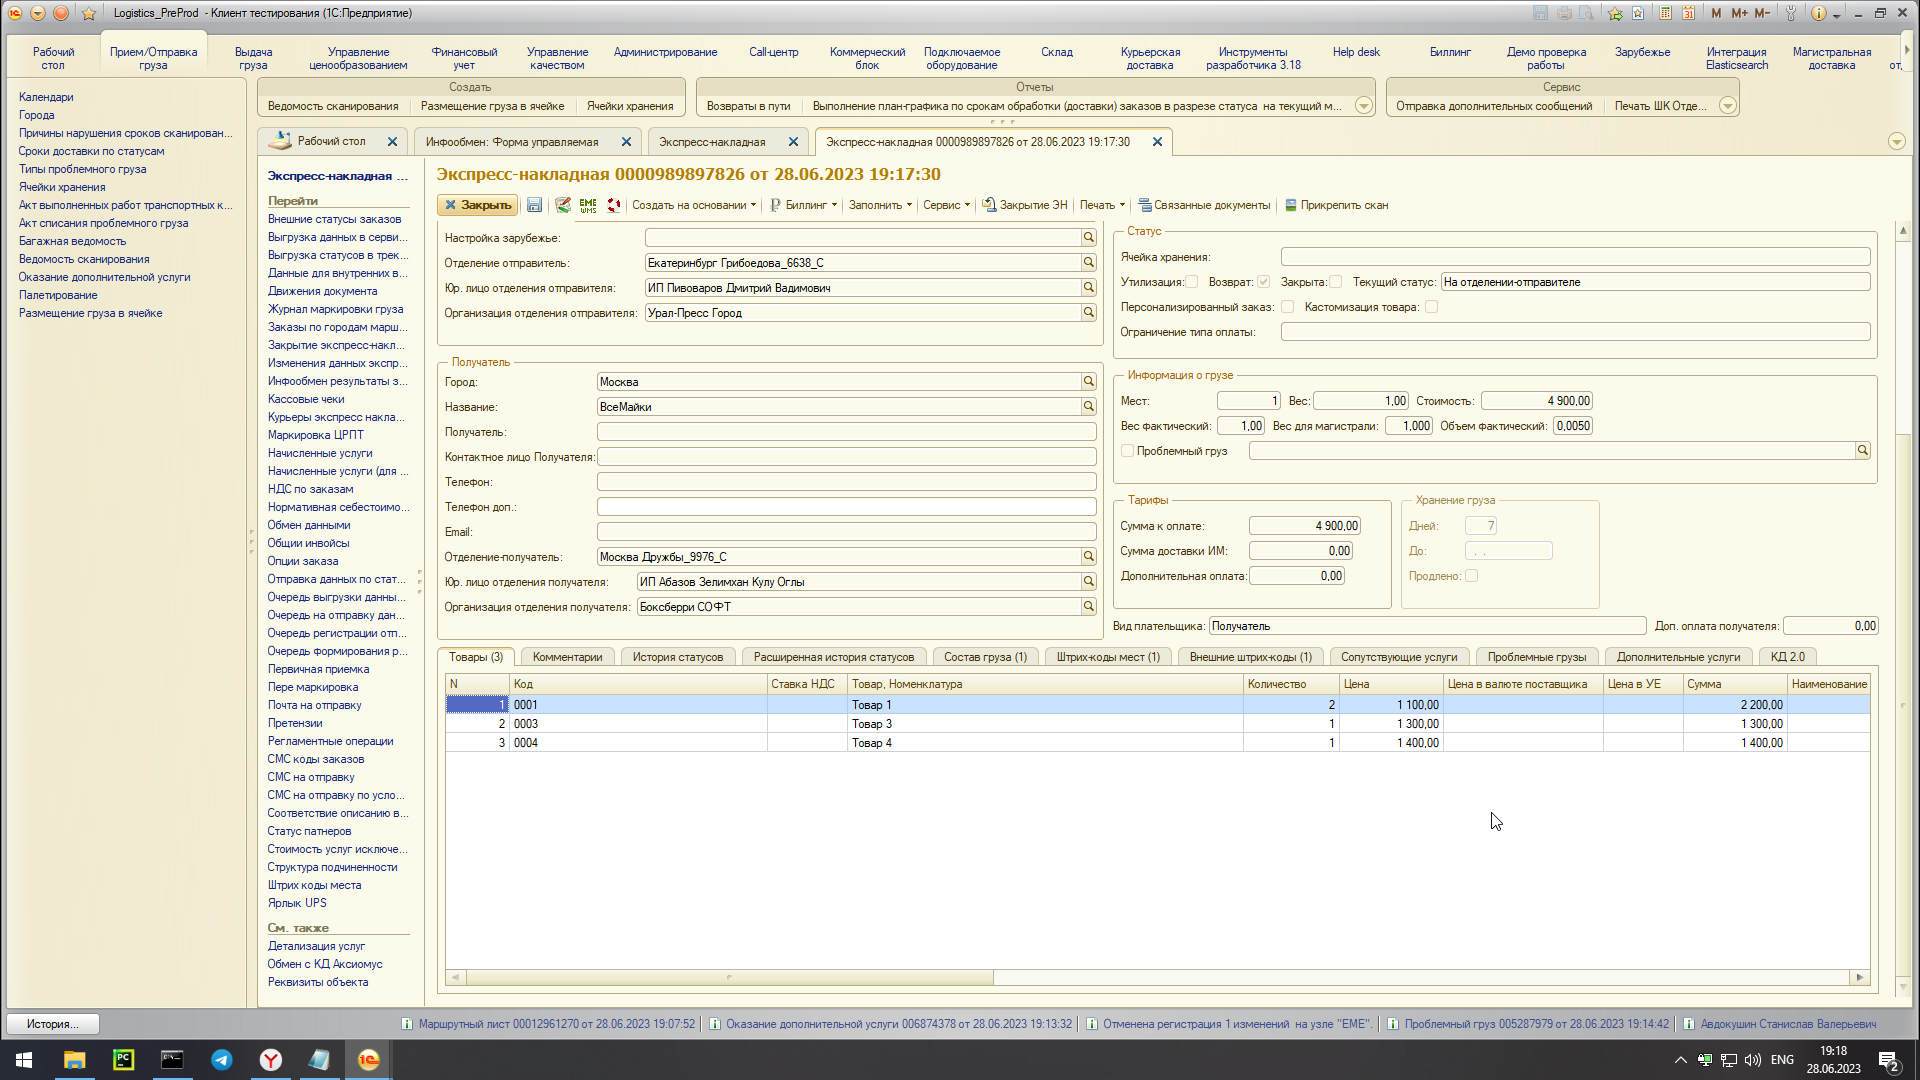 Logistics_PreProd - Клиент тестирования (1С:Предприятие)
M M+ M-
Рабочий стол
Прием/Отправка груза
Выдача груза
Управление ценообразованием
Финансовый учет
Управление качеством
Администрирование
Call-центр
Коммерческий блок
Подключаемое оборудование
Склад
Курьерская доставка
Инструменты разработчика 3.18
Help desk
Биллинг
Демо проверка работы
Зарубежье
Интеграция Elasticsearch
Магистральная доставка
от,
Создать
Ведомость сканирования Размещение груза в ячейке Ячейки хранения
Отчеты
Возвраты в пути Выполнение план-графика по срокам обработки (доставки) заказов в разрезе статуса на текущий м...
Сервис
Отправка дополнительных сообщений Печать ШК Отде...
Календари
Города
Причины нарушения сроков сканирован...
Сроки доставки по статусам
Типы проблемного груза
Ячейки хранения
Акт выполненных работ транспортных к...
Акт списания проблемного груза
Багажная ведомость
Ведомость сканирования
Оказание дополнительной услуги
Палетирование
Размещение груза в ячейке
Рабочий стол
Инфообмен: Форма управляемая
Экспресс-накладная
Экспресс-накладная 0000989897826 от 28.06.2023 19:17:30
Экспресс-накладная ...
Перейти
Внешние статусы заказов
Выгрузка данных в серви...
Выгрузка статусов в трек...
Данные для внутренних в...
Движения документа
Журнал маркировки груза
Заказы по городам марш...
Закрытие экспресс-накл...
Изменения данных экспр...
Инфообмен результаты з...
Кассовые чеки
Курьеры экспресс накла...
Маркировка ЦРПТ
Начисленные услуги
Начисленные услуги (для ...
НДС по заказам
Нормативная себестоимо...
Обмен данными
Общии инвойсы
Опции заказа
Отправка данных по стат...
Очередь выгрузки данны...
Очередь на отправку дан...
Очередь регистрации отп...
Очередь формирования р...
Первичная приемка
Пере маркировка
Почта на отправку
Претензии
Регламентные операции
СМС коды заказов
СМС на отправку
СМС на отправку по усло...
Соответствие описанию в...
Статус патнеров
Стоимость услуг исключе...
Структура подчиненности
Штрих коды места
Ярлык UPS
См. также
Детализация услуг
Обмен с КД Аксиомус
Реквизиты объекта
Экспресс-накладная 0000989897826 от 28.06.2023 19:17:30
Закрыть EME WMS Создать на основании Биллинг Заполнить Сервис Закрытие ЭН Печать Связанные документы Прикрепить скан
Настройка зарубежье:
Отделение отправитель: Екатеринбург Грибоедова_6638_С
Юр. лицо отделения отправителя: ИП Пивоваров Дмитрий Вадимович
Организация отделения отправителя: Урал-Пресс Город
Получатель
Город: Москва
Название: ВсеМайки
Получатель:
Контактное лицо Получателя:
Телефон:
Телефон доп.:
Email:
Отделение-получатель: Москва Дружбы_9976_С
Юр. лицо отделения получателя: ИП Абазов Зелимхан Кулу Оглы
Организация отделения получателя: Боксберри СОФТ
Статус
Ячейка хранения:
Утилизация: Возврат: Закрыта: Текущий статус: На отделении-отправителе
Персонализированный заказ: Кастомизация товара:
Ограничение типа оплаты:
Информация о грузе
Мест: 1 Вес: 1,00 Стоимость: 4 900,00
Вес фактический: 1,00 Вес для магистрали: 1,000 Объем фактический: 0,0050
Проблемный груз
Тарифы
Сумма к оплате: 4 900,00
Сумма доставки ИМ: 0,00
Дополнительная оплата: 0,00
Хранение груза
Дней: 7
До: . .
Продлено:
Вид плательщика: Получатель Доп. оплата получателя: 0,00
Товары (3) Комментарии История статусов Расширенная история статусов Состав груза (1) Штрих-коды мест (1) Внешние штрих-коды (1) Сопутствующие услуги Проблемные грузы Дополнительные услуги КД 2.0
N Код Ставка НДС Товар, Номенклатура Количество Цена Цена в валюте поставщика Цена в УЕ Сумма Наименование
1 0001 Товар 1 2 1 100,00 2 200,00
2 0003 Товар 3 1 1 300,00 1 300,00
3 0004 Товар 4 1 1 400,00 1 400,00
История... Маршрутный лист 00012961270 от 28.06.2023 19:07:52 Оказание дополнительной услуги 006874378 от 28.06.2023 19:13:32 Отменена регистрация 1 изменений на узле "EME". Проблемный груз 005287979 от 28.06.2023 19:14:42 Авдокушин Станислав Валерьевич
ENG
19:18
28.06.2023
2